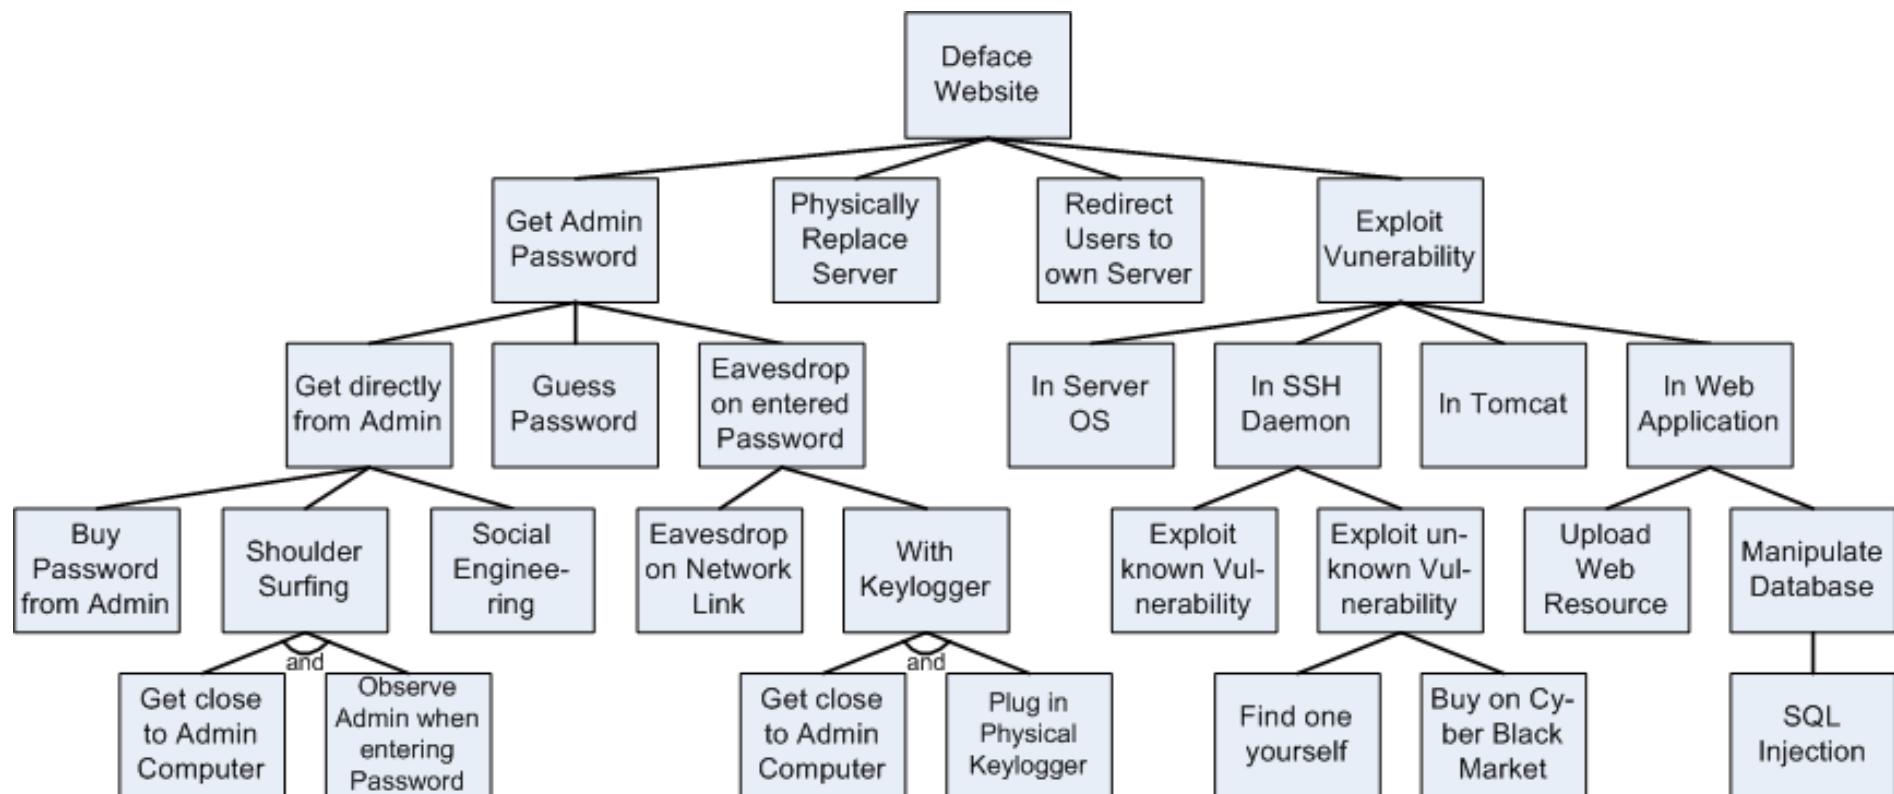 Deface
Website
Get Admin
Password
Physically
Replace
Server
Redirect
Users to
own Server
Exploit
Vunerability
Get directly
from Admin
Guess
Password
Eavesdrop
on entered
Password
In Server
OS
In SSH
Daemon
In Tomcat
In Web
Application
Buy
Password
from Admin
Shoulder
Surfing
Social
Enginee-
ring
Eavesdrop
on Network
Link
With
Keylogger
Exploit
known Vul-
nerability
Exploit un-
known Vul-
nerability
Upload
Web
Resource
Manipulate
Database
and
and
Get close
to Admin
Computer
Observe
Admin when
entering
Password
Get close
to Admin
Computer
Plug in
Physical
Keylogger
Find one
yourself
Buy on Cy-
ber Black
Market
SQL
Injection